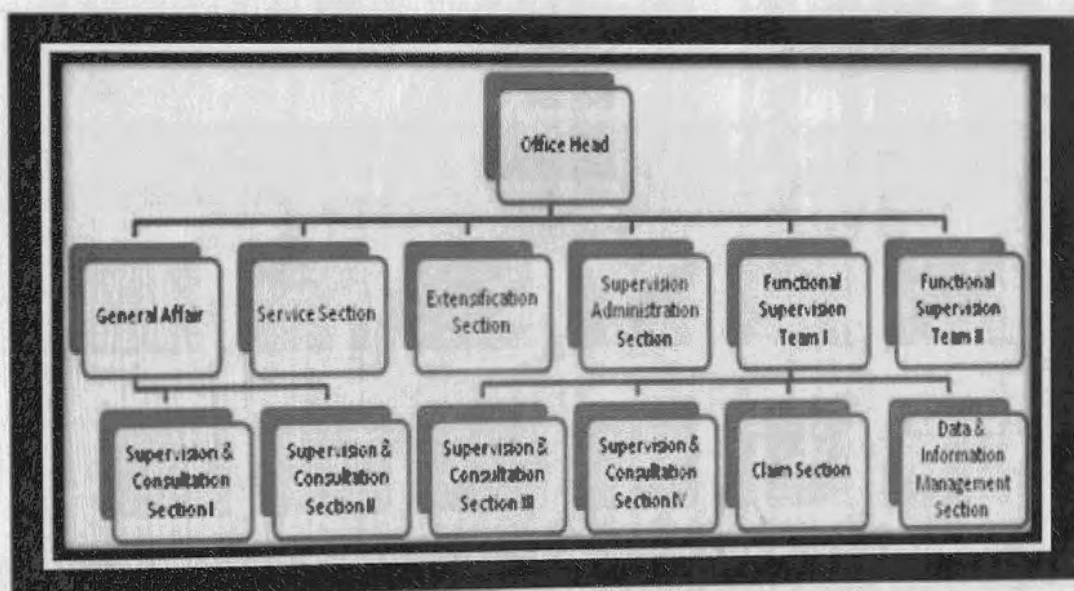 Office Head
General Affair
Service Section
Extensification
Section
Supervision
Administration
Section
Functional
Supervision
Team I
Functional
Supervision
Team II
Supervision &
Consultation
Section I
Supervision &
Consultation
Section II
Supervision &
Consultation
Section III
Supervision &
Consultation
Section IV
Claim Section
Data &
Information
Management
Section